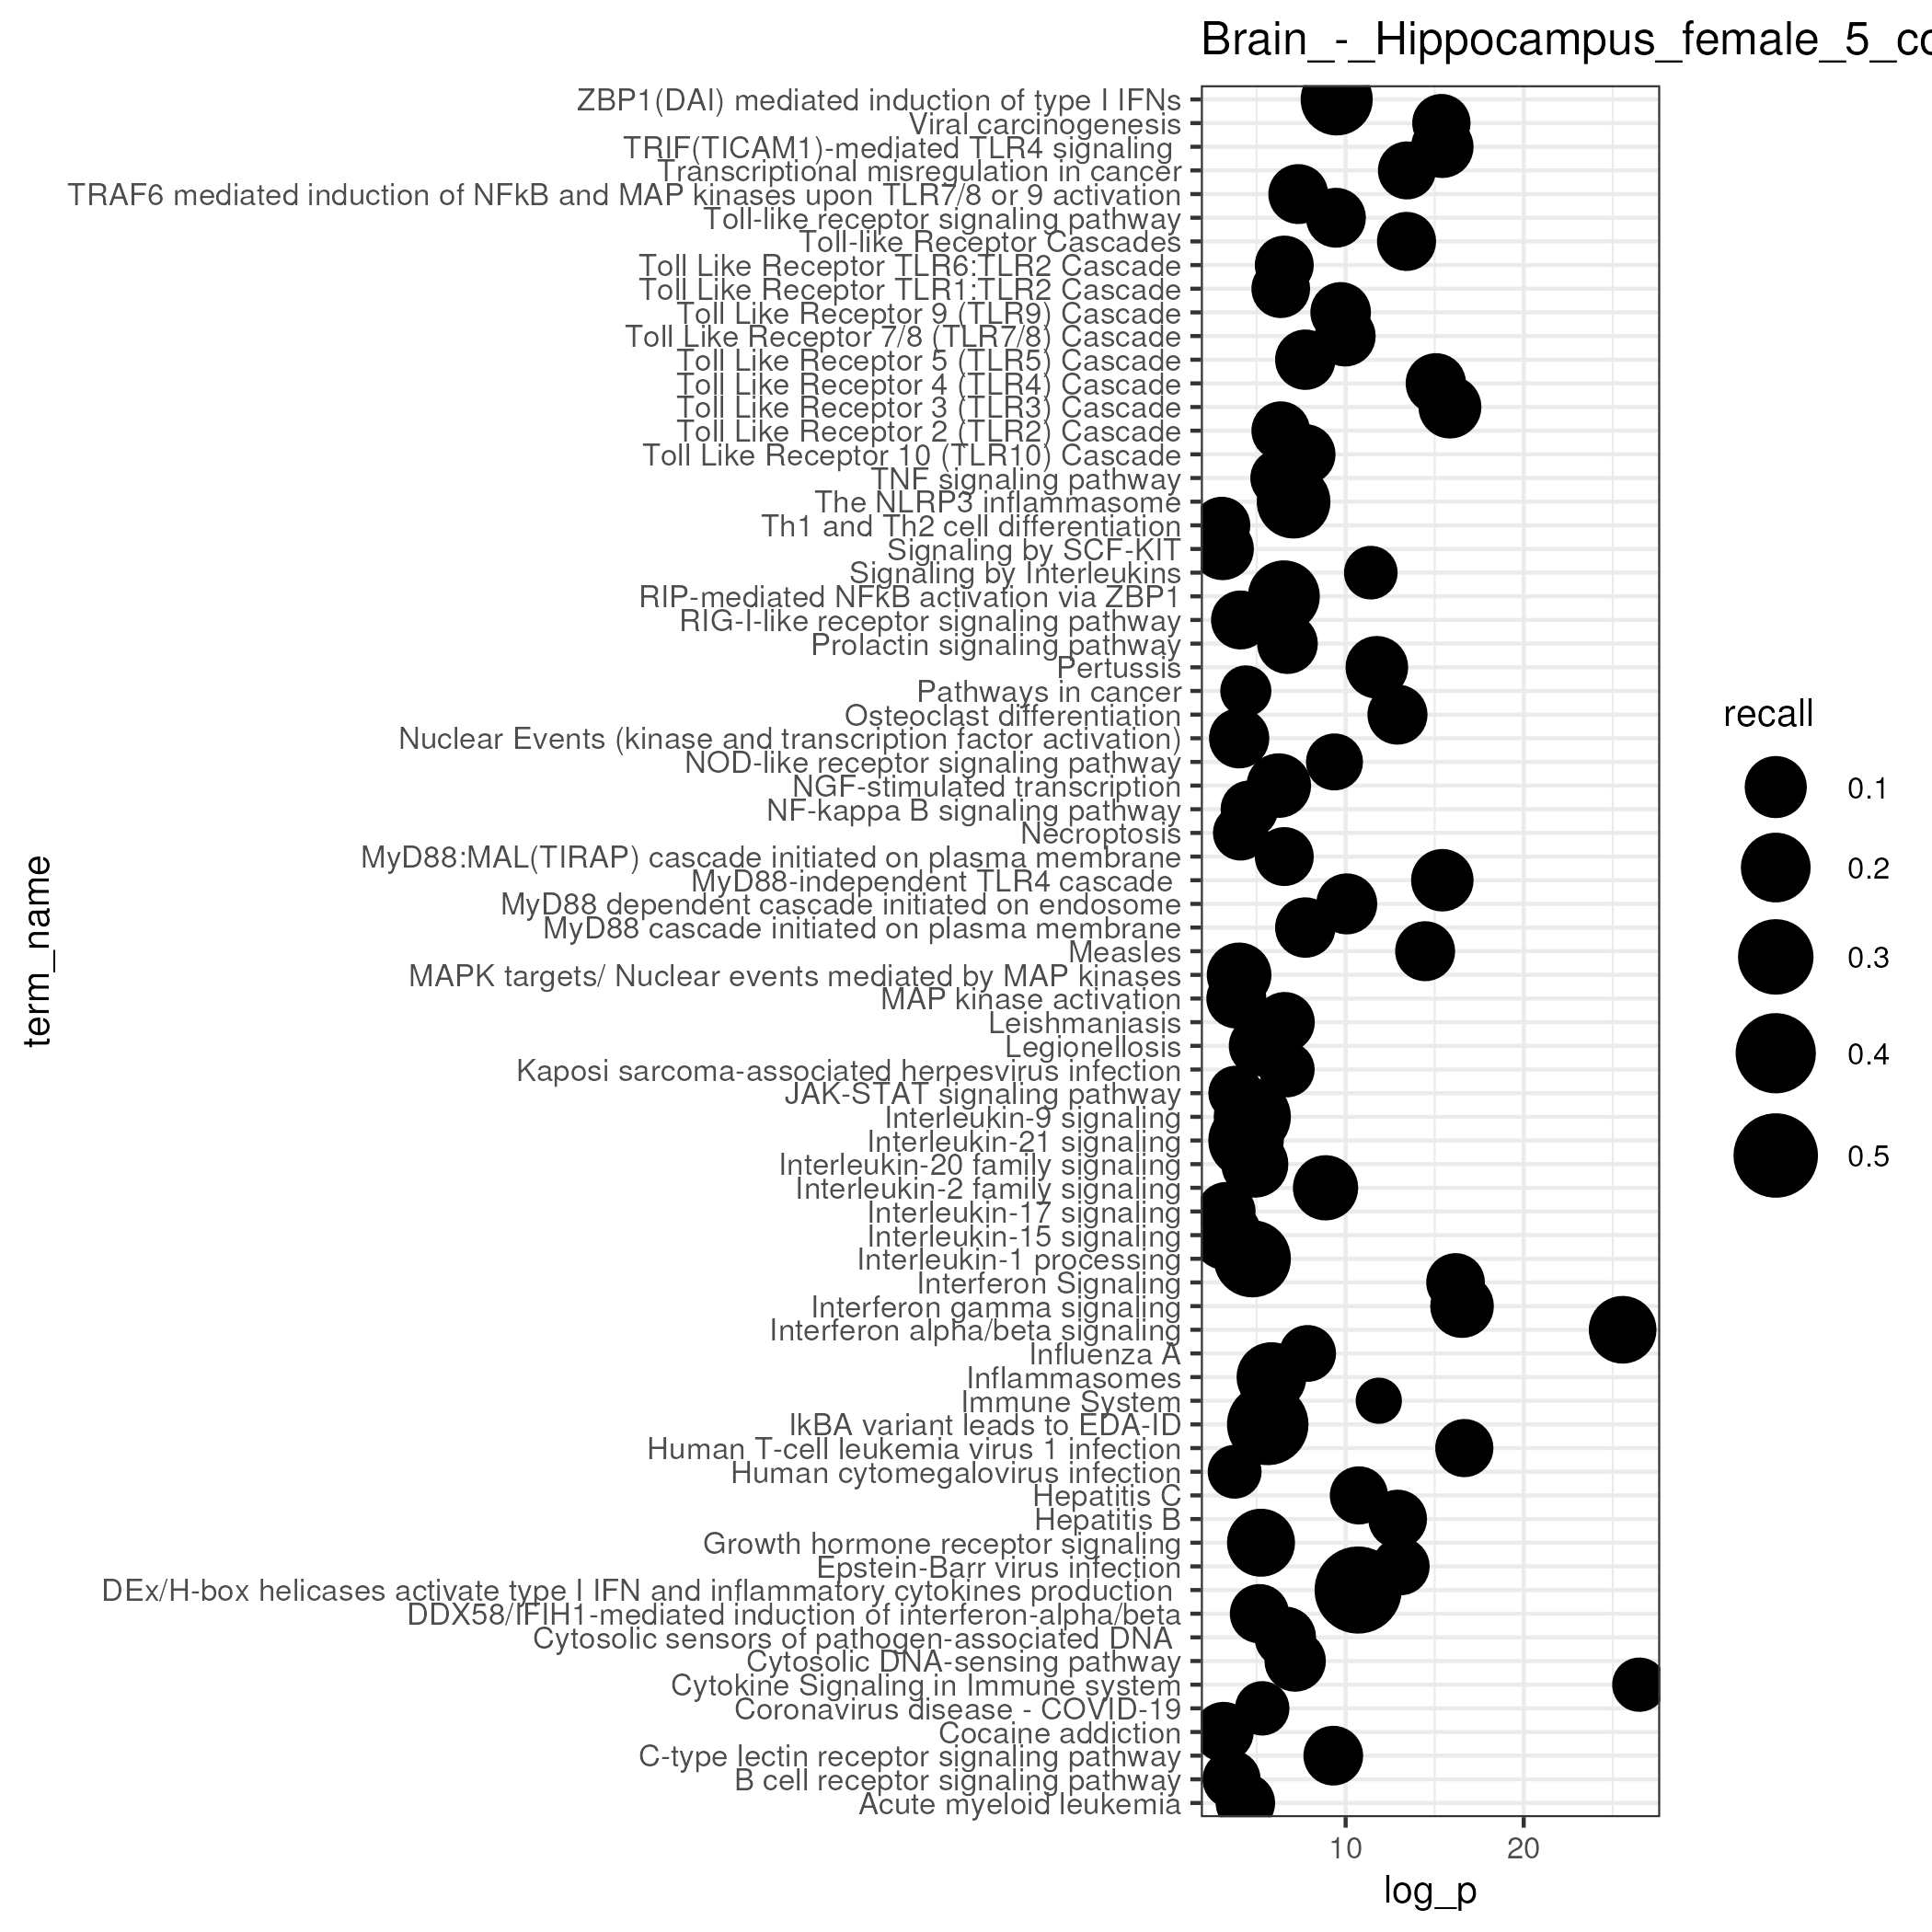 Brain_-_Hippocampus_female_5_co
ZBP1(DAI) mediated induction of type I IFNs
Viral carcinogenesis
TRIF(TICAM1)-mediated TLR4 signaling
Transcriptional misregulation in cancer
TRAF6 mediated induction of NFkB and MAP kinases upon TLR7/8 or 9 activation
Toll-like receptor signaling pathway
Toll-like Receptor Cascades
Toll Like Receptor TLR6:TLR2 Cascade
Toll Like Receptor TLR1:TLR2 Cascade
Toll Like Receptor 9 (TLR9) Cascade
Toll Like Receptor 7/8 (TLR7/8) Cascade
Toll Like Receptor 5 (TLR5) Cascade
Toll Like Receptor 4 (TLR4) Cascade
Toll Like Receptor 3 (TLR3) Cascade
Toll Like Receptor 2 (TLR2) Cascade
Toll Like Receptor 10 (TLR10) Cascade
TNF signaling pathway
The NLRP3 inflammasome
Th1 and Th2 cell differentiation
Signaling by SCF-KIT
Signaling by Interleukins
RIP-mediated NFkB activation via ZBP1
RIG-I-like receptor signaling pathway
Prolactin signaling pathway
Pertussis
Pathways in cancer
Osteoclast differentiation
Nuclear Events (kinase and transcription factor activation)
NOD-like receptor signaling pathway
NGF-stimulated transcription
NF-kappa B signaling pathway
Necroptosis
MyD88:MAL(TIRAP) cascade initiated on plasma membrane
MyD88-independent TLR4 cascade
MyD88 dependent cascade initiated on endosome
MyD88 cascade initiated on plasma membrane
Measles
MAPK targets/ Nuclear events mediated by MAP kinases
MAP kinase activation
Leishmaniasis
Legionellosis
Kaposi sarcoma-associated herpesvirus infection
JAK-STAT signaling pathway
Interleukin-9 signaling
Interleukin-21 signaling
Interleukin-20 family signaling
Interleukin-2 family signaling
Interleukin-17 signaling
Interleukin-15 signaling
Interleukin-1 processing
Interferon Signaling
Interferon gamma signaling
Interferon alpha/beta signaling
Influenza A
Inflammasomes
Immune System
IkBA variant leads to EDA-ID
Human T-cell leukemia virus 1 infection
Human cytomegalovirus infection
Hepatitis C
Hepatitis B
Growth hormone receptor signaling
Epstein-Barr virus infection
DEx/H-box helicases activate type I IFN and inflammatory cytokines production
DDX58/IFIH1-mediated induction of interferon-alpha/beta
Cytosolic sensors of pathogen-associated DNA
Cytosolic DNA-sensing pathway
Cytokine Signaling in Immune system
Coronavirus disease - COVID-19
Cocaine addiction
C-type lectin receptor signaling pathway
B cell receptor signaling pathway
Acute myeloid leukemia
term_name
10 20
log_p
recall
0.1
0.2
0.3
0.4
0.5